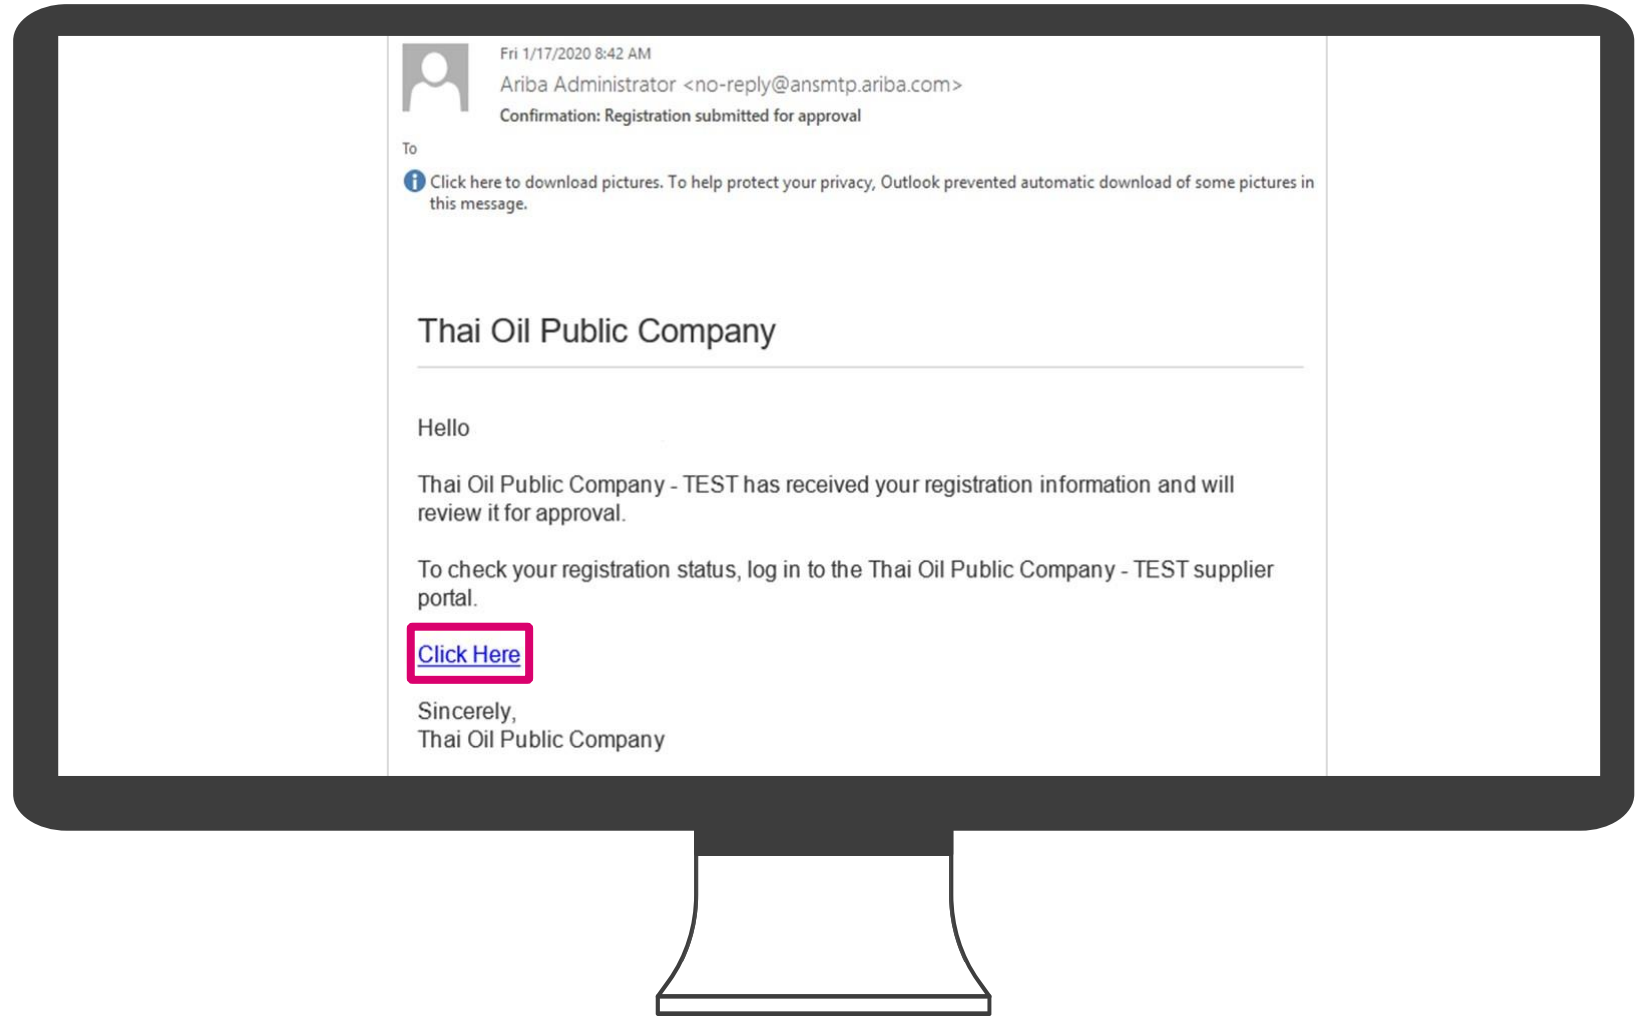 Fri 1/17/2020 8:42 AM
Ariba Administrator <no-reply@ansmtp.ariba.com>
Confirmation: Registration submitted for approval
To
Click here to download pictures. To help protect your privacy, Outlook prevented automatic download of some pictures in
this message.
Thai Oil Public Company
Hello
Thai Oil Public Company - TEST has received your registration information and will
review it for approval.
To check your registration status, log in to the Thai Oil Public Company - TEST supplier
portal.
Click Here
Sincerely,
Thai Oil Public Company